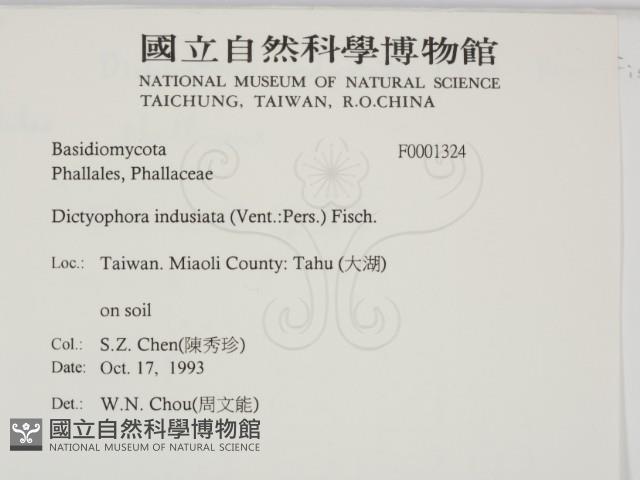 國立自然科學博物館
NATIONAL MUSEUM OF NATURAL SCIENCE
TAICHUNG, TAIWAN, R.O.CHINA
Basidiomycota F0001324
Phallales, Phallaceae
Dictyophora indusiata (Vent.:Pers.) Fisch.
Loc.: Taiwan. Miaoli County: Tahu (大湖)
on soil
Col.: S.Z. Chen(陳秀珍)
Date: Oct. 17, 1993
Det.: W.N. Chou(周文能)
國立自然科學博物館
NATIONAL MUSEUM OF NATURAL SCIENCE